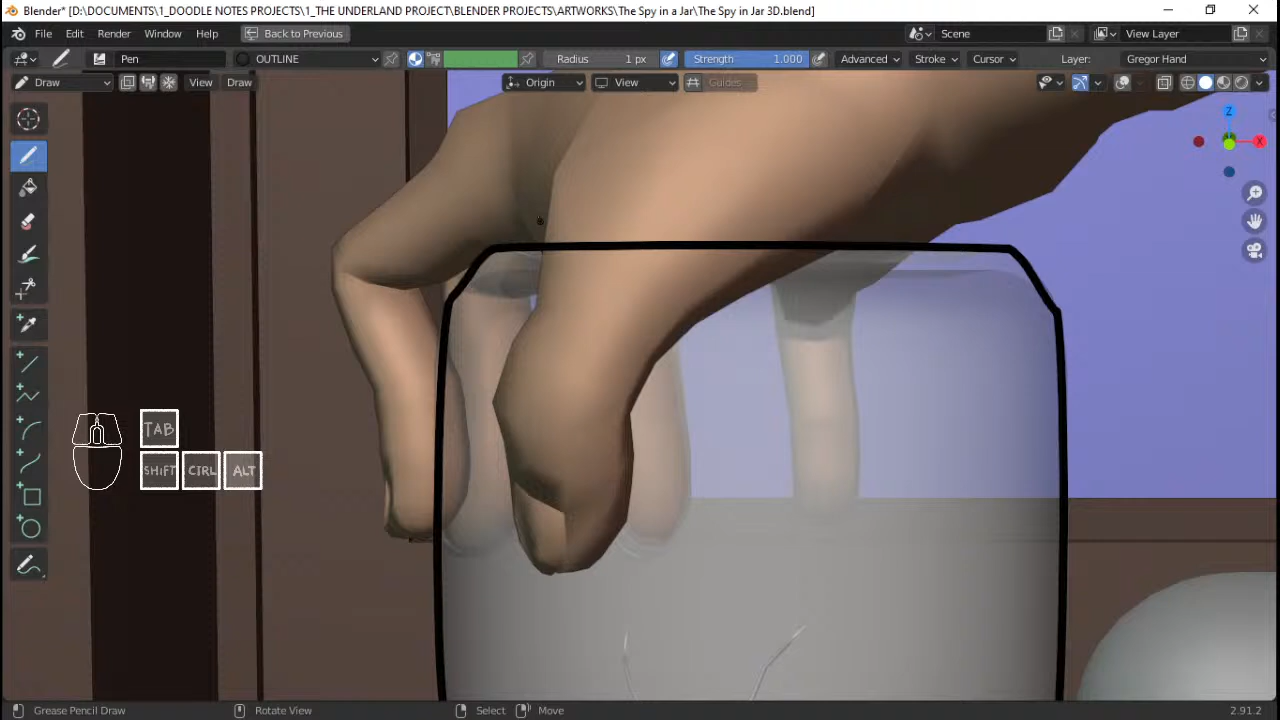 Blender* [D:\DOCUMENTS\1_DOODLE NOTES PROJECTS\1_THE UNDERLAND PROJECT\BLENDER PROJECTS\ARTWORKS\The Spy in a Jar\The Spy in Jar 3D.blend]
File Edit Render Window Help Back to Previous Scene View Layer
Pen OUTLINE Radius 1 px Strength 1.000 Advanced Stroke Cursor Layer: Gregor Hand
Draw View Draw Origin View Guides
Z
X
TAB
SHIFT CTRL ALT
Grease Pencil Draw Rotate View Select Move 2.91.2